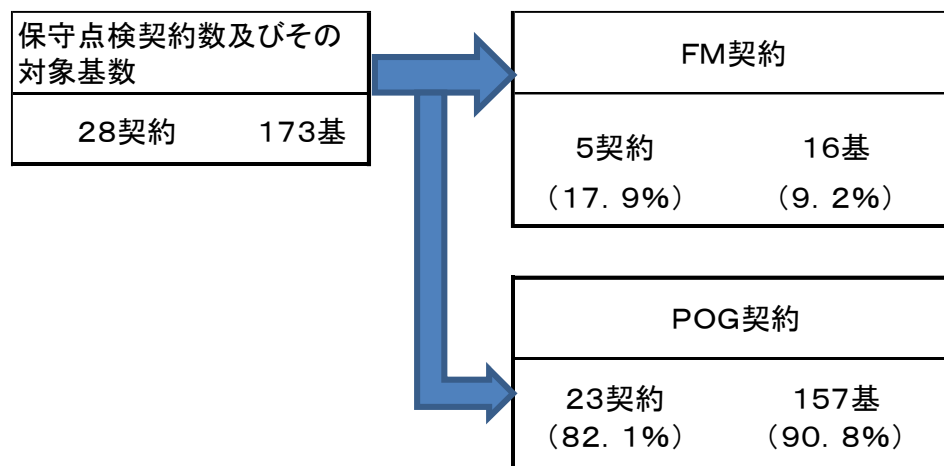 保守点検契約数及びその
対象基数
28契約 173基
FM契約
5契約 16基
(17.9%) (9.2%)
POG契約
23契約 157基
(82.1%) (90.8%)